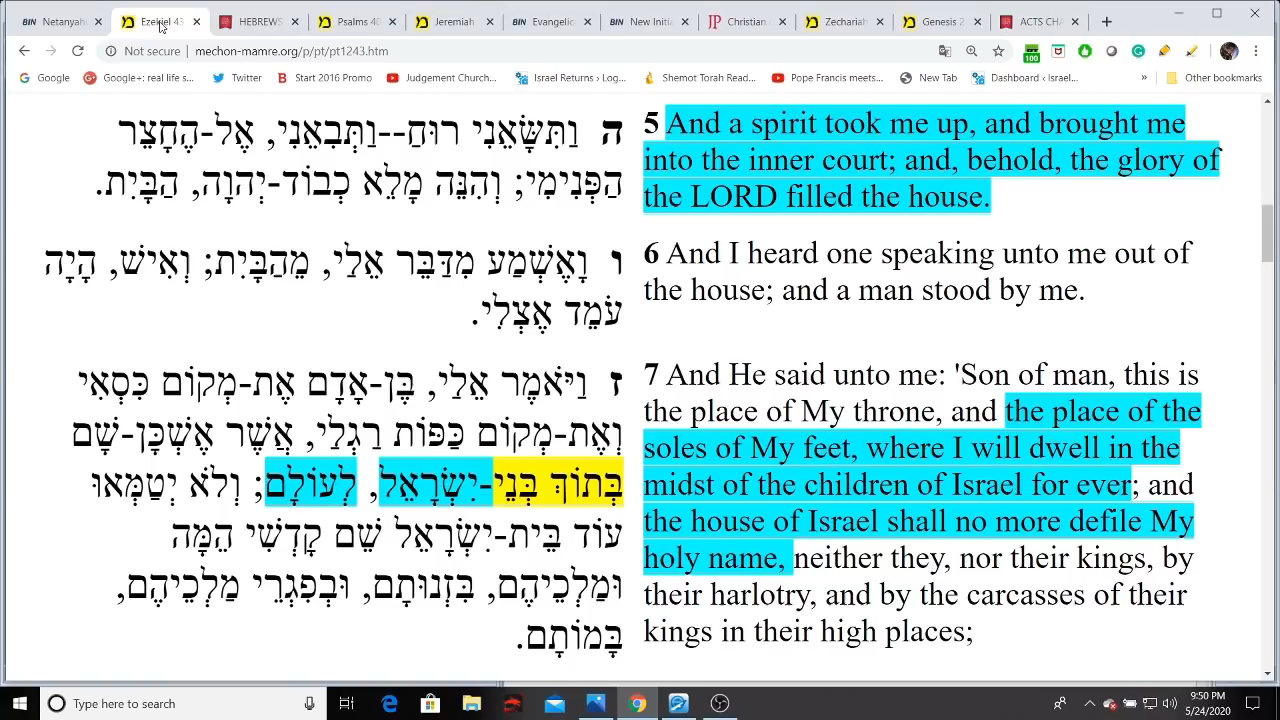 Netanyah
Ezekiel 43
HEBREWS
Psalms 40
Jeremiah
Evangelic
New Initi
Christian
Zechariah
Genesis 2
ACTS CHA
Not secure | mechon-mamre.org/p/pt/pt1243.htm
100
Google
Google+: real life s...
Twitter
Start 2016 Promo
Judgement Church...
Israel Returns > Log...
Shemot Torah Read...
Pope Francis meets...
New Tab
Dashboard ‹ Israel...
»
Other bookmarks
ה וַתִּשָּׂאֵנִי רוּחַ--וַתְּבִאֵנִי, אֶל-הֶחָצֵר
הַפְּנִימִי; וְהִנֵּה מָלֵא כְבוֹד-יְהוָה, הַבָּיִת.
5 And a spirit took me up, and brought me
into the inner court; and, behold, the glory of
the LORD filled the house.
ו וָאֶשְׁמַע מִדַּבֵּר אֵלַי, מֵהַבָּיִת; וְאִישׁ, הָיָה
עֹמֵד אֶצְלִי.
6 And I heard one speaking unto me out of
the house; and a man stood by me.
ז וַיֹּאמֶר אֵלַי, בֶּן-אָדָם אֶת-מְקוֹם כִּסְאִי
וְאֶת-מְקוֹם כַּפּוֹת רַגְלַי, אֲשֶׁר אֶשְׁכָּן-שָׁם
בְּתוֹךְ בְּנֵי-יִשְׂרָאֵל, לְעוֹלָם; וְלֹא יְטַמְּאוּ
עוֹד בֵּית-יִשְׂרָאֵל שֵׁם קָדְשִׁי הֵמָּה
וּמַלְכֵיהֶם, בִּזְנוּתָם, וּבְפִגְרֵי מַלְכֵיהֶם,
בָּמוֹתָם.
7 And He said unto me: 'Son of man, this is
the place of My throne, and the place of the
soles of My feet, where I will dwell in the
midst of the children of Israel for ever; and
the house of Israel shall no more defile My
holy name, neither they, nor their kings, by
their harlotry, and by the carcasses of their
kings in their high places;
Type here to search
9:50 PM
5/24/2020